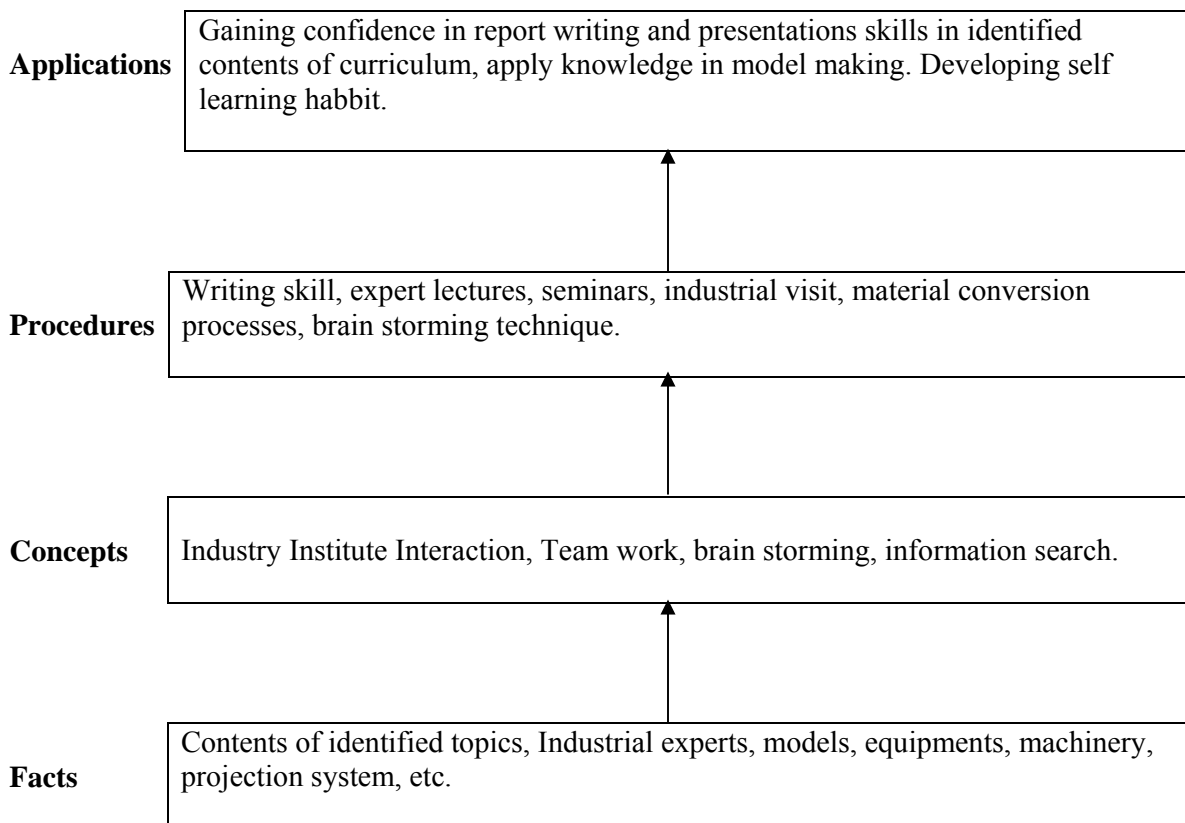 Applications
Gaining confidence in report writing and presentations skills in identified
contents of curriculum, apply knowledge in model making. Developing self
learning habbit.
Procedures
Writing skill, expert lectures, seminars, industrial visit, material conversion
processes, brain storming technique.
Concepts
Industry Institute Interaction, Team work, brain storming, information search.
Facts
Contents of identified topics, Industrial experts, models, equipments, machinery,
projection system, etc.